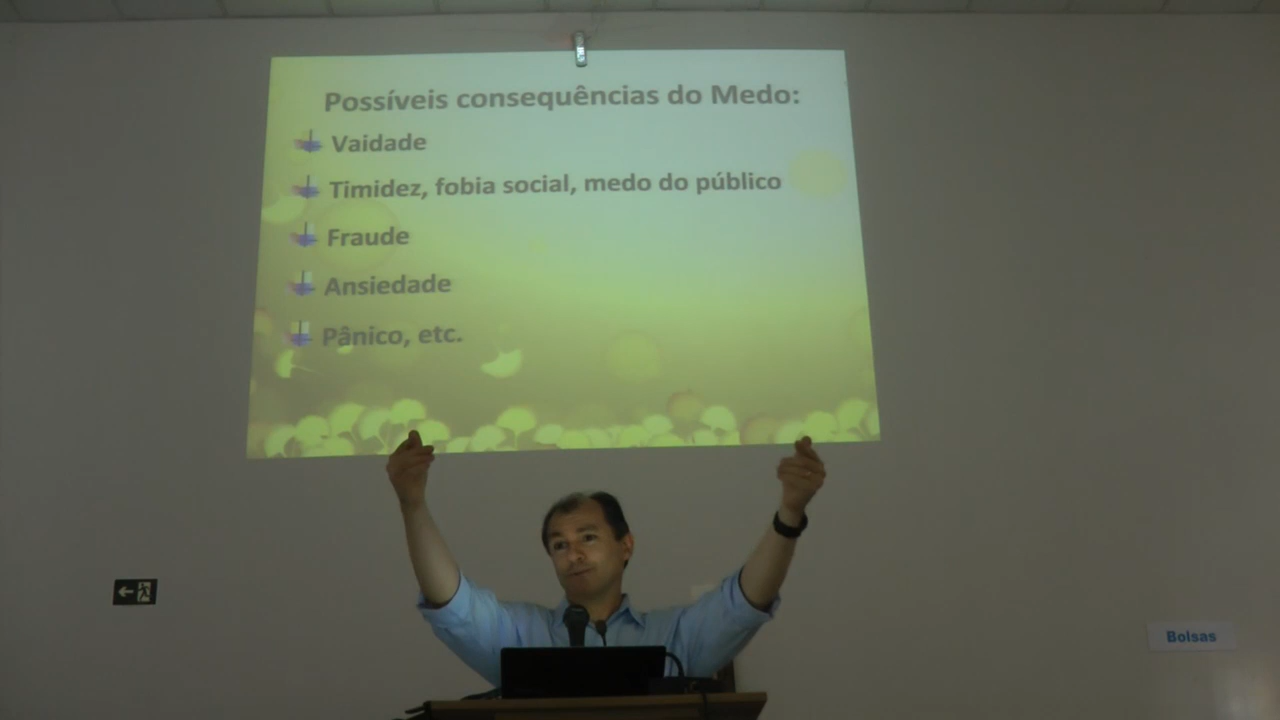 Possíveis consequências do Medo:
Vaidade
Timidez, fobia social, medo do público
Fraude
Ansiedade
Pânico, etc.
Bolsas